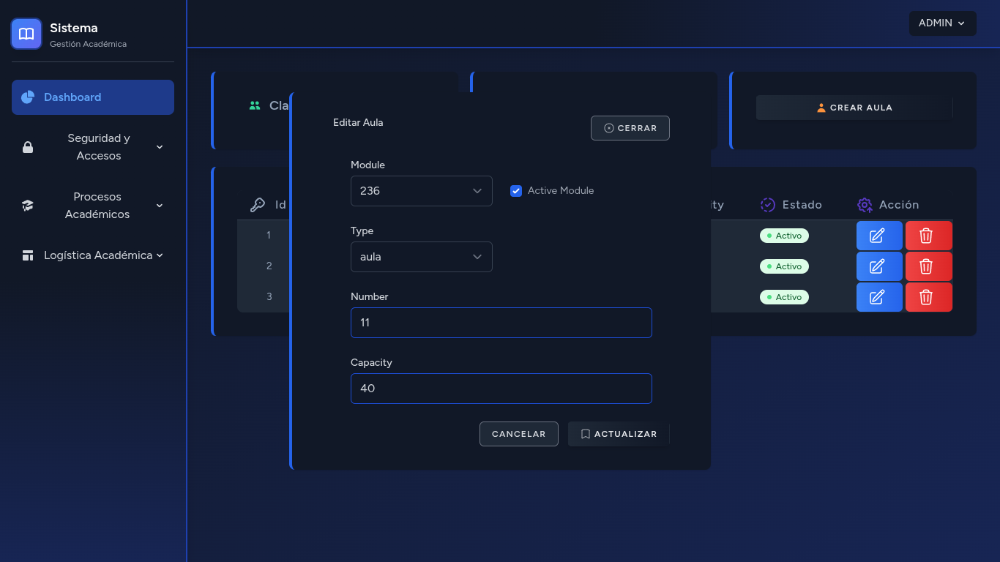 Sistema
Gestión Académica
ADMIN
Dashboard
Seguridad y
Accesos
Procesos
Académicos
Logística Académica
Cla
CREAR AULA
Editar Aula
CERRAR
Module
236
Active Module
Type
aula
Number
11
Capacity
40
CANCELAR
ACTUALIZAR
Id
ity
Estado
Acción
1
Activo
2
Activo
3
Activo